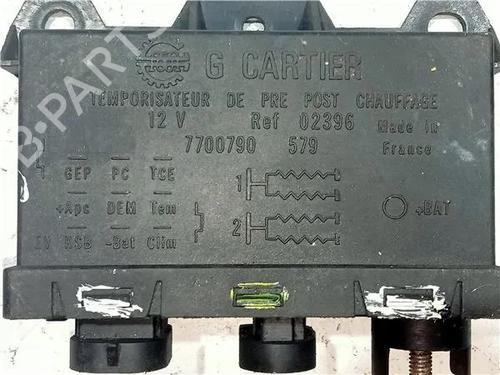 G CARTIER
TEMPORISATEUR DE PRE POST CHAUFFAGE
12 V Ref 02396 Made in
7700790 579 France
GEP PC TCE
1
+Apc DEM Tem
+BAT
2
EV HSB -Bat Clim
B-PARTS